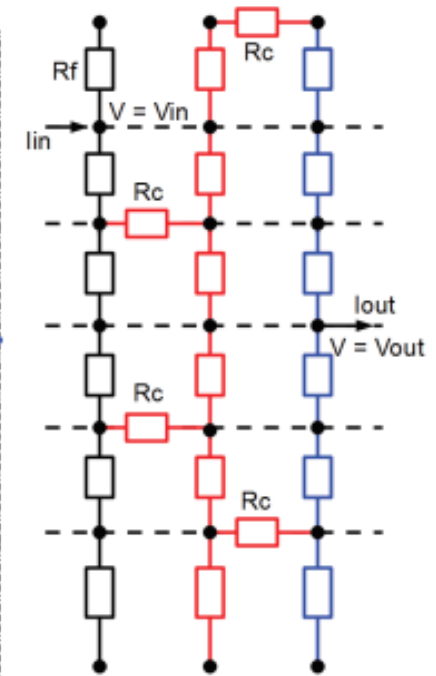 Rc
Rf
V = Vin
Iin
Rc
Iout
V = Vout
Rc
Rc